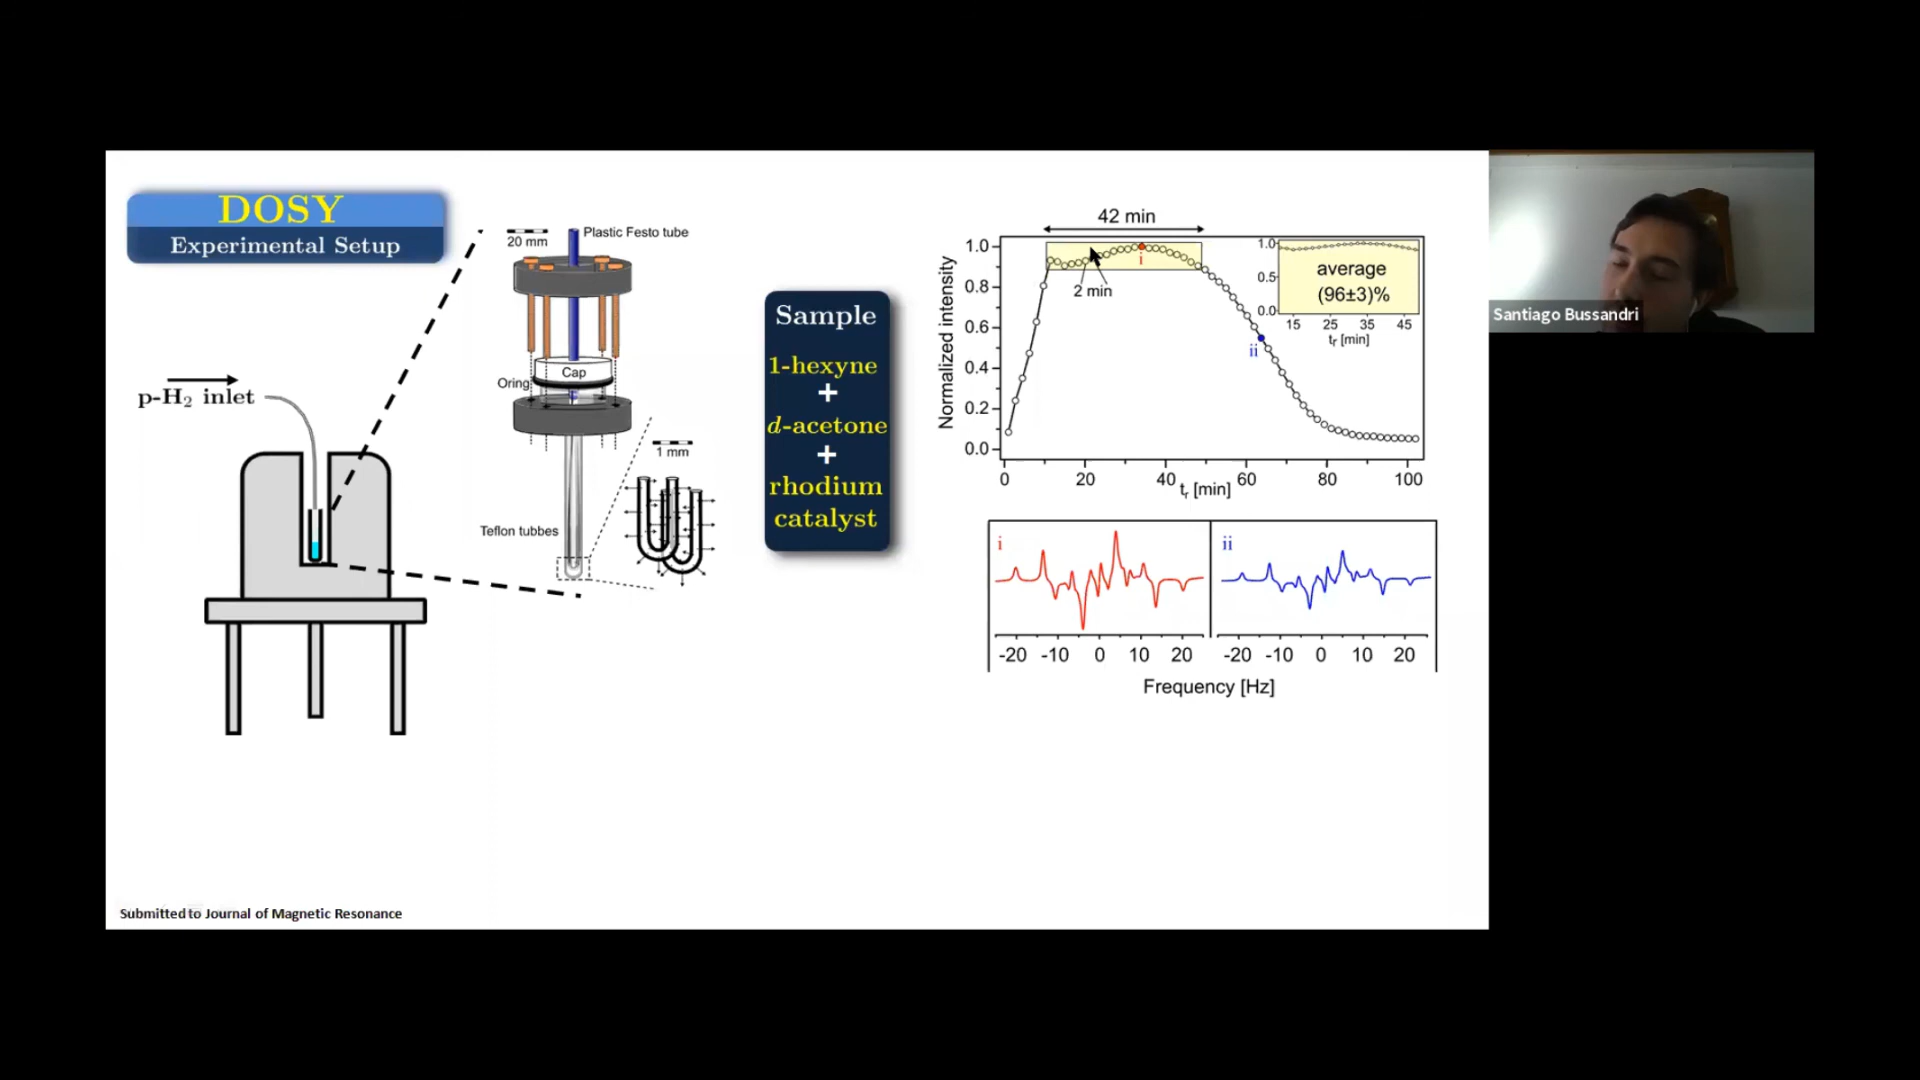 DOSY
Experimental Setup
p-H₂ inlet
20 mm
Plastic Festo tube
Cap
Oring
Teflon tubbes
1 mm
Sample
1-hexyne
+
d-acetone
+
rhodium
catalyst
42 min
Normalized intensity
1.0
0.8
0.6
0.4
0.2
0.0
i
2 min
ii
1.0
0.5
0.0
average
(96±3)%
15 25 35 45
tr [min]
0 20 40 60 80 100
tr [min]
i
ii
-20 -10 0 10 20
-20 -10 0 10 20
Frequency [Hz]
Submitted to Journal of Magnetic Resonance
Santiago Bussandri